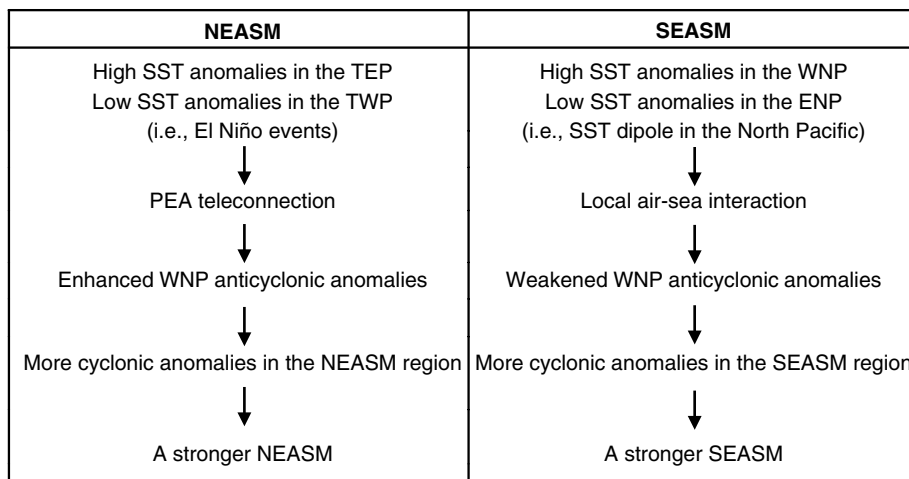 NEASM
High SST anomalies in the TEP
Low SST anomalies in the TWP
(i.e., El Niño events)
PEA teleconnection
Enhanced WNP anticyclonic anomalies
More cyclonic anomalies in the NEASM region
A stronger NEASM
SEASM
High SST anomalies in the WNP
Low SST anomalies in the ENP
(i.e., SST dipole in the North Pacific)
Local air-sea interaction
Weakened WNP anticyclonic anomalies
More cyclonic anomalies in the SEASM region
A stronger SEASM